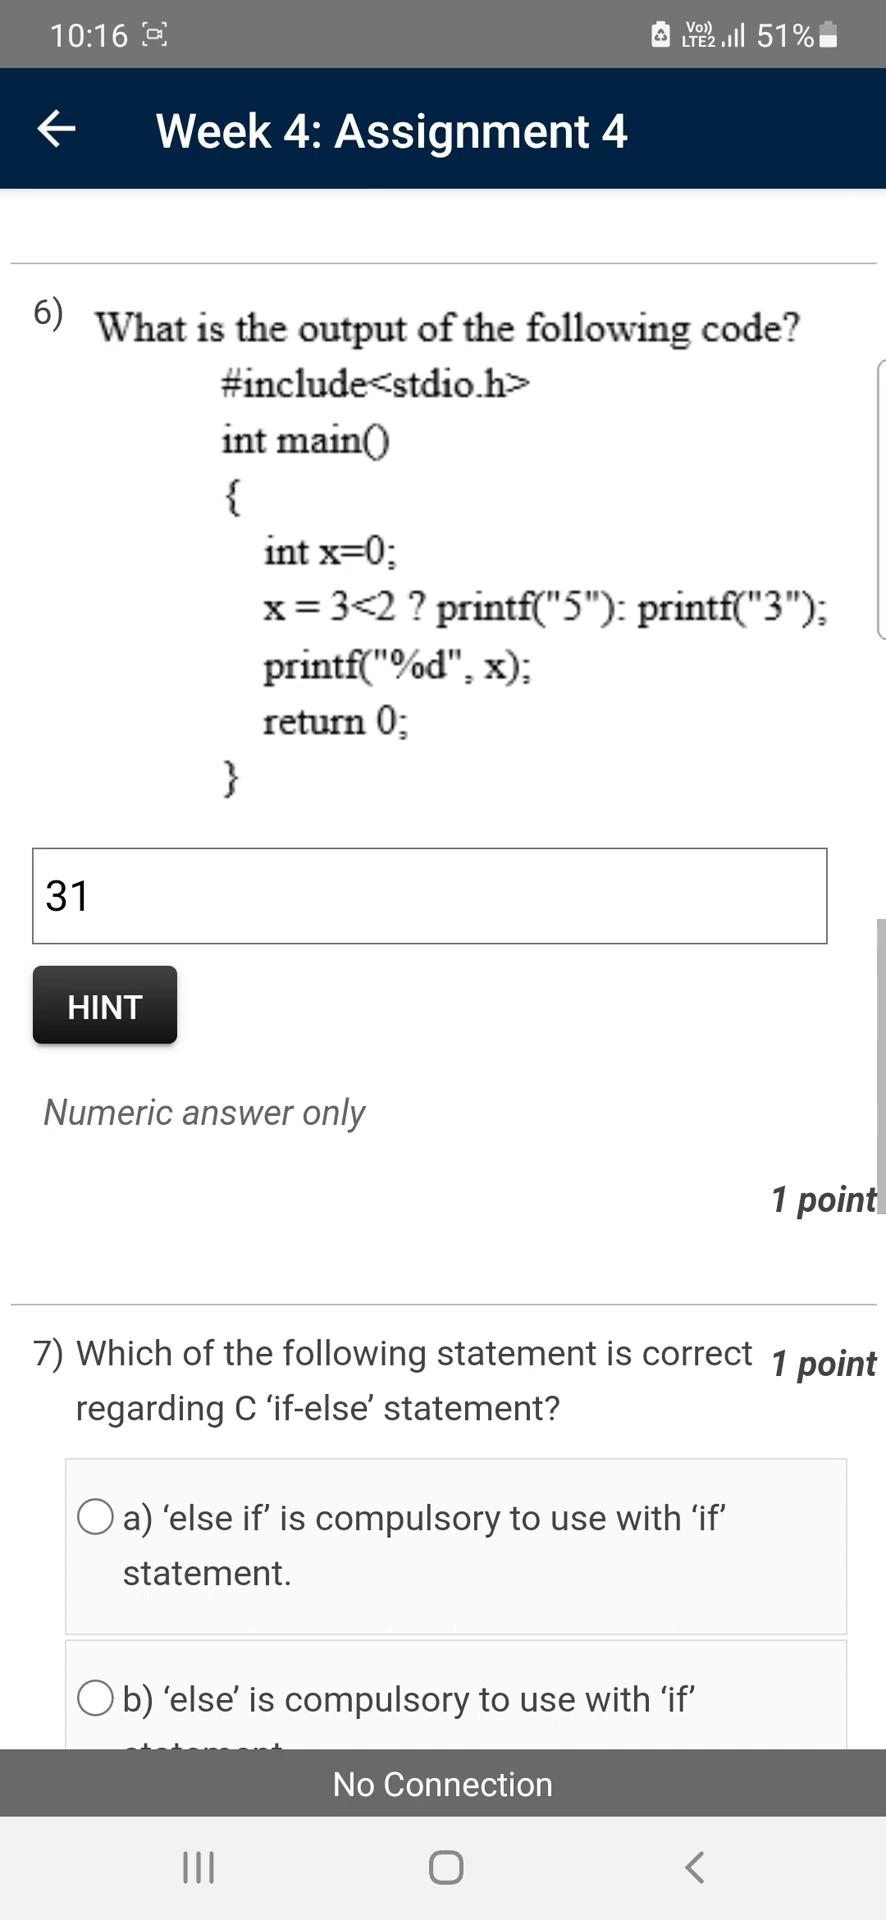 10:16 Vo)) LTE2 51%
Week 4: Assignment 4
6) What is the output of the following code?
#include<stdio.h>
int main()
{
int x=0;
x = 3<2 ? printf("5"): printf("3");
printf("%d", x);
return 0;
}
31
HINT
Numeric answer only
1 point
7) Which of the following statement is correct 1 point
regarding C ‘if-else’ statement?
a) ‘else if’ is compulsory to use with ‘if’
statement.
b) ‘else’ is compulsory to use with ‘if’
No Connection